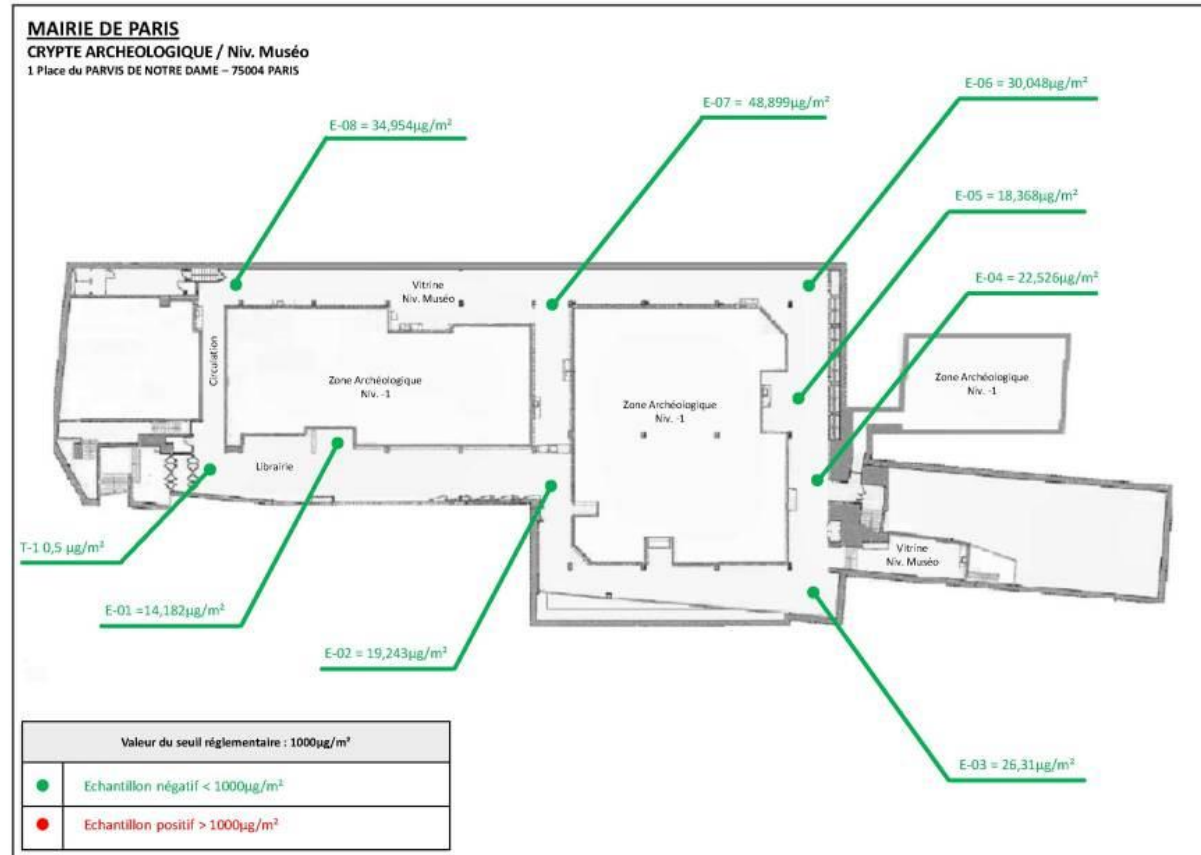 MAIRIE DE PARIS
CRYPTE ARCHEOLOGIQUE / Niv. Muséo
1 Place du PARVIS DE NOTRE DAME – 75004 PARIS
E-06 = 30,048µg/m²
E-07 = 48,899µg/m²
E-08 = 34,954µg/m²
E-05 = 18,368µg/m²
E-04 = 22,526µg/m²
Vitrine
Niv. Muséo
Circulation
Zone Archéologique
Niv. -1
Zone Archéologique
Niv. -1
Zone Archéologique
Niv. -1
Librairie
Vitrine
Niv. Muséo
T-1 0,5 µg/m²
E-01 =14,182µg/m²
E-02 = 19,243µg/m²
E-03 = 26,31µg/m²
Valeur du seuil réglementaire : 1000µg/m²
Echantillon négatif < 1000µg/m²
Echantillon positif > 1000µg/m²